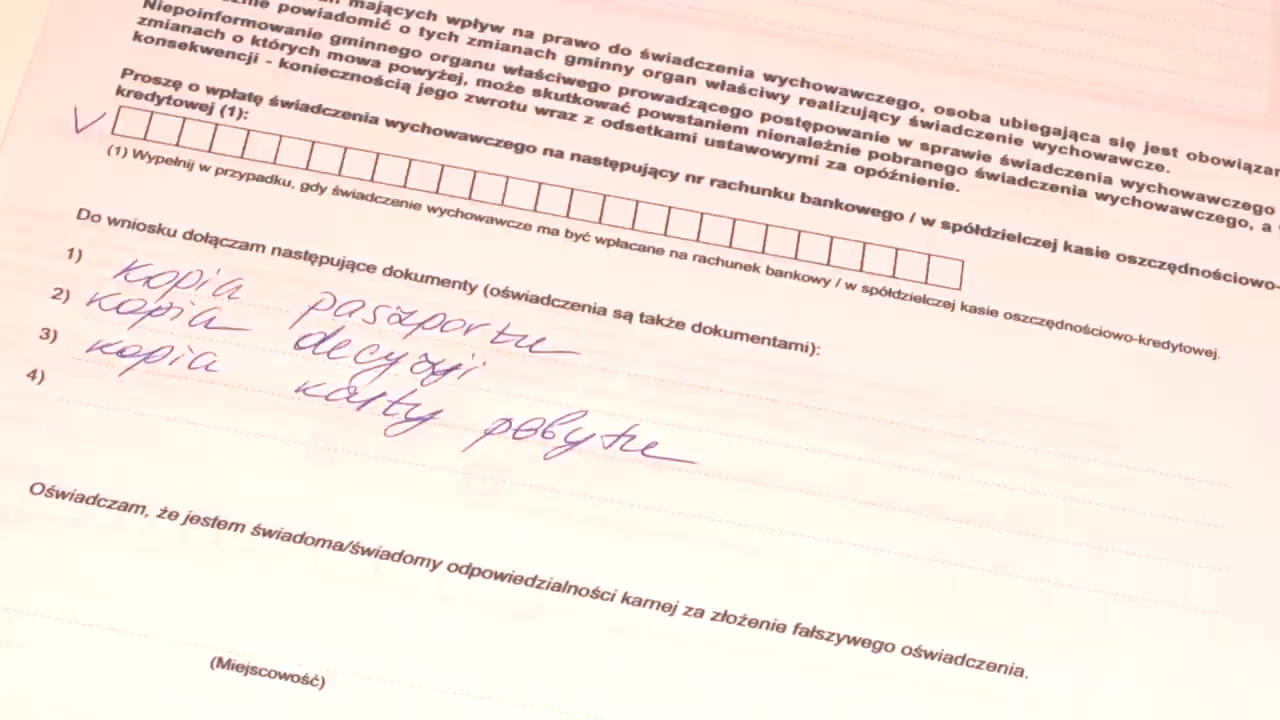 mających wpływ na prawo do świadczenia wychowawczego, osoba ubiegająca się jest
powiadomić o tych zmianach gminny organ właściwy realizujący świadczenie wychowawcze.
Niepoinformowanie gminnego organu właściwego prowadzącego postępowanie w sprawie świadczenia wychowawczego
zmianach o których mowa powyżej, może skutkować powstaniem nienależnie pobranego świadczenia wychowawczego, a
konsekwencji - koniecznością jego zwrotu wraz z odsetkami ustawowymi za opóźnienie.
Proszę o wpłatę świadczenia wychowawczego na następujący nr rachunku bankowego / w spółdzielczej kasie oszczędnościowo-
kredytowej (1):
(1) Wypełnij w przypadku, gdy świadczenie wychowawcze ma być wpłacane na rachunek bankowy / w spółdzielczej kasie oszczędnościowo-kredytowej.
Do wniosku dołączam następujące dokumenty (oświadczenia są także dokumentami):
1) kopia paszportu
2) kopia decyzji
3) kopia karty pobytu
4)
Oświadczam, że jestem świadoma/świadomy odpowiedzialności karnej za złożenie fałszywego oświadczenia.
(Miejscowość)